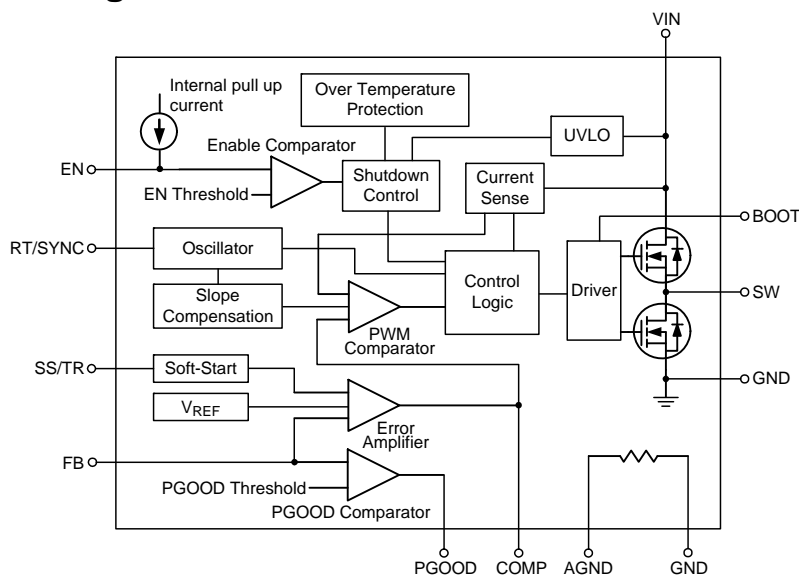 VIN
Internal pull up
current
Over Temperature
Protection
UVLO
Enable Comparator
EN
EN Threshold
Shutdown
Control
Current
Sense
BOOT
RT/SYNC
Oscillator
Slope
Compensation
PWM
Comparator
Control
Logic
Driver
SW
SS/TR
Soft-Start
VREF
Error
Amplifier
GND
FB
PGOOD Threshold
PGOOD Comparator
PGOOD
COMP
AGND
GND